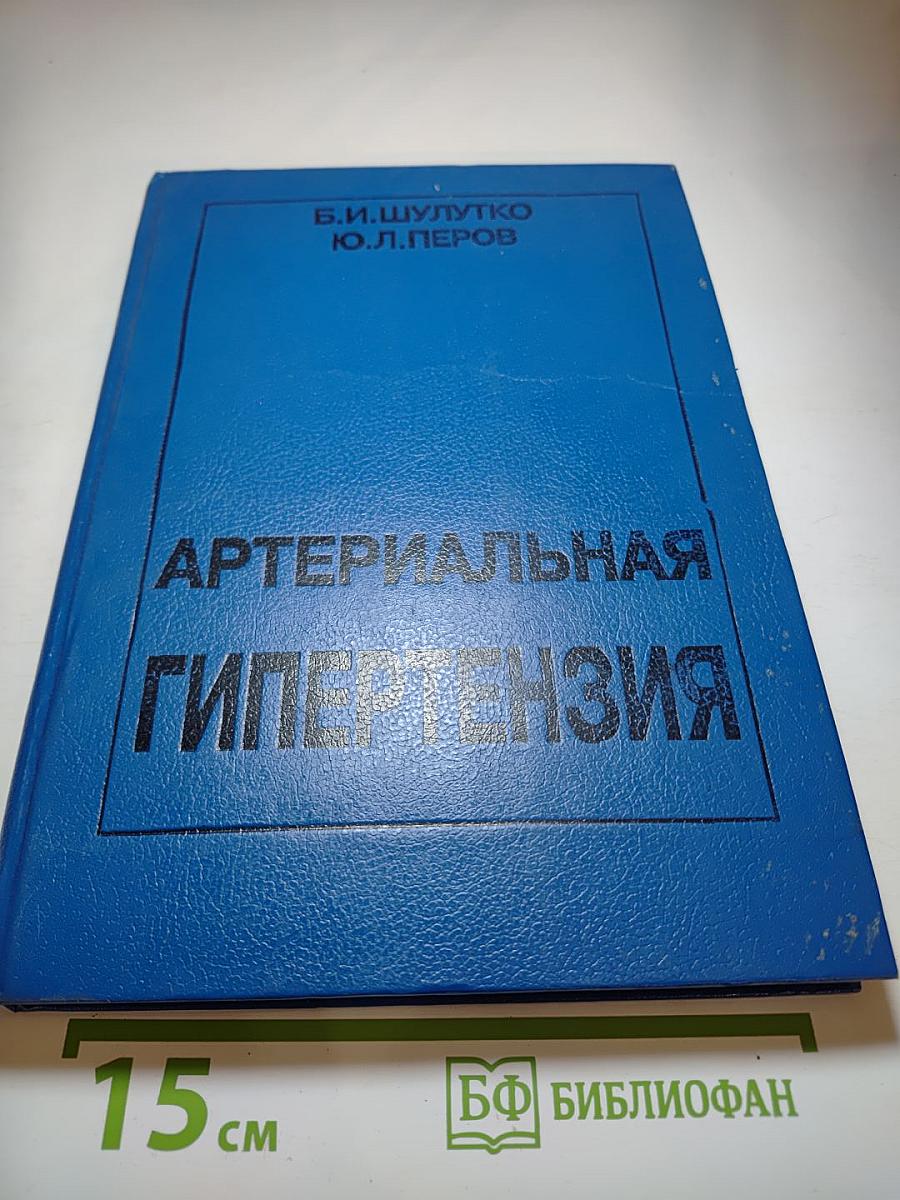 Б.И.ШУЛУТКО
Ю.Л.ПЕРОВ
АРТЕРИАЛЬНАЯ
ГИПЕРТЕНЗИЯ
15 см
БФ БИБЛИОФАН